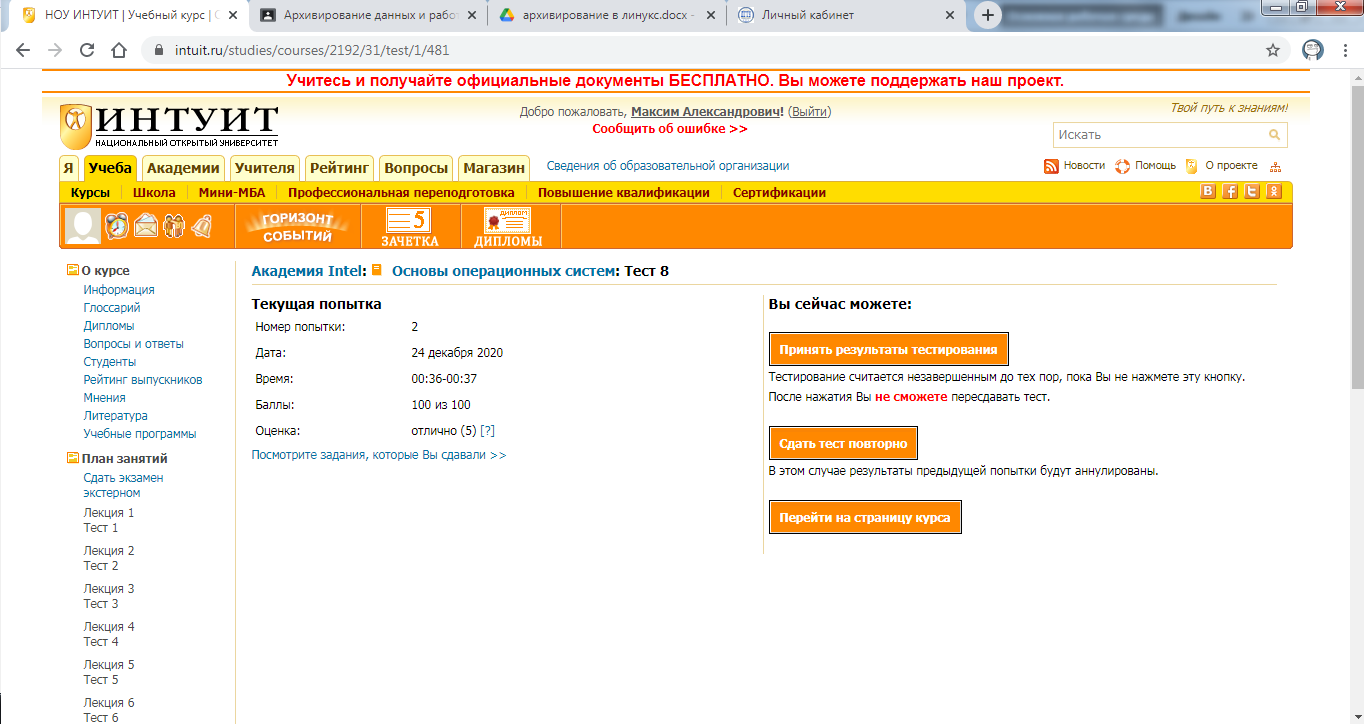 НОУ ИНТУИТ | Учебный курс | О
Архивирование данных и рабо
архивирование в линукс.docx -
Личный кабинет
intuit.ru/studies/courses/2192/31/test/1/481
Учитесь и получайте официальные документы БЕСПЛАТНО. Вы можете поддержать наш проект.
ИНТУИТ
НАЦИОНАЛЬНЫЙ ОТКРЫТЫЙ УНИВЕРСИТЕТ
Добро пожаловать, Максим Александрович! (Выйти)
Сообщить об ошибке >>
Твой путь к знаниям!
Искать
Я Учеба Академии Учителя Рейтинг Вопросы Магазин Сведения об образовательной организации
Новости Помощь О проекте
Курсы Школа Мини-МБА Профессиональная переподготовка Повышение квалификации Сертификации
ГОРИЗОНТ
СОБЫТИЙ
5
ЗАЧЕТКА
ДИПЛОМ
ДИПЛОМЫ
О курсе
Информация
Глоссарий
Дипломы
Вопросы и ответы
Студенты
Рейтинг выпускников
Мнения
Литература
Учебные программы
План занятий
Сдать экзамен
экстерном
Лекция 1
Тест 1
Лекция 2
Тест 2
Лекция 3
Тест 3
Лекция 4
Тест 4
Лекция 5
Тест 5
Лекция 6
Тест 6
Академия Intel: Основы операционных систем: Тест 8
Текущая попытка
Номер попытки: 2
Дата: 24 декабря 2020
Время: 00:36-00:37
Баллы: 100 из 100
Оценка: отлично (5) [?]
Посмотрите задания, которые Вы сдавали >>
Вы сейчас можете:
Принять результаты тестирования
Тестирование считается незавершенным до тех пор, пока Вы не нажмете эту кнопку.
После нажатия Вы не сможете пересдавать тест.
Сдать тест повторно
В этом случае результаты предыдущей попытки будут аннулированы.
Перейти на страницу курса